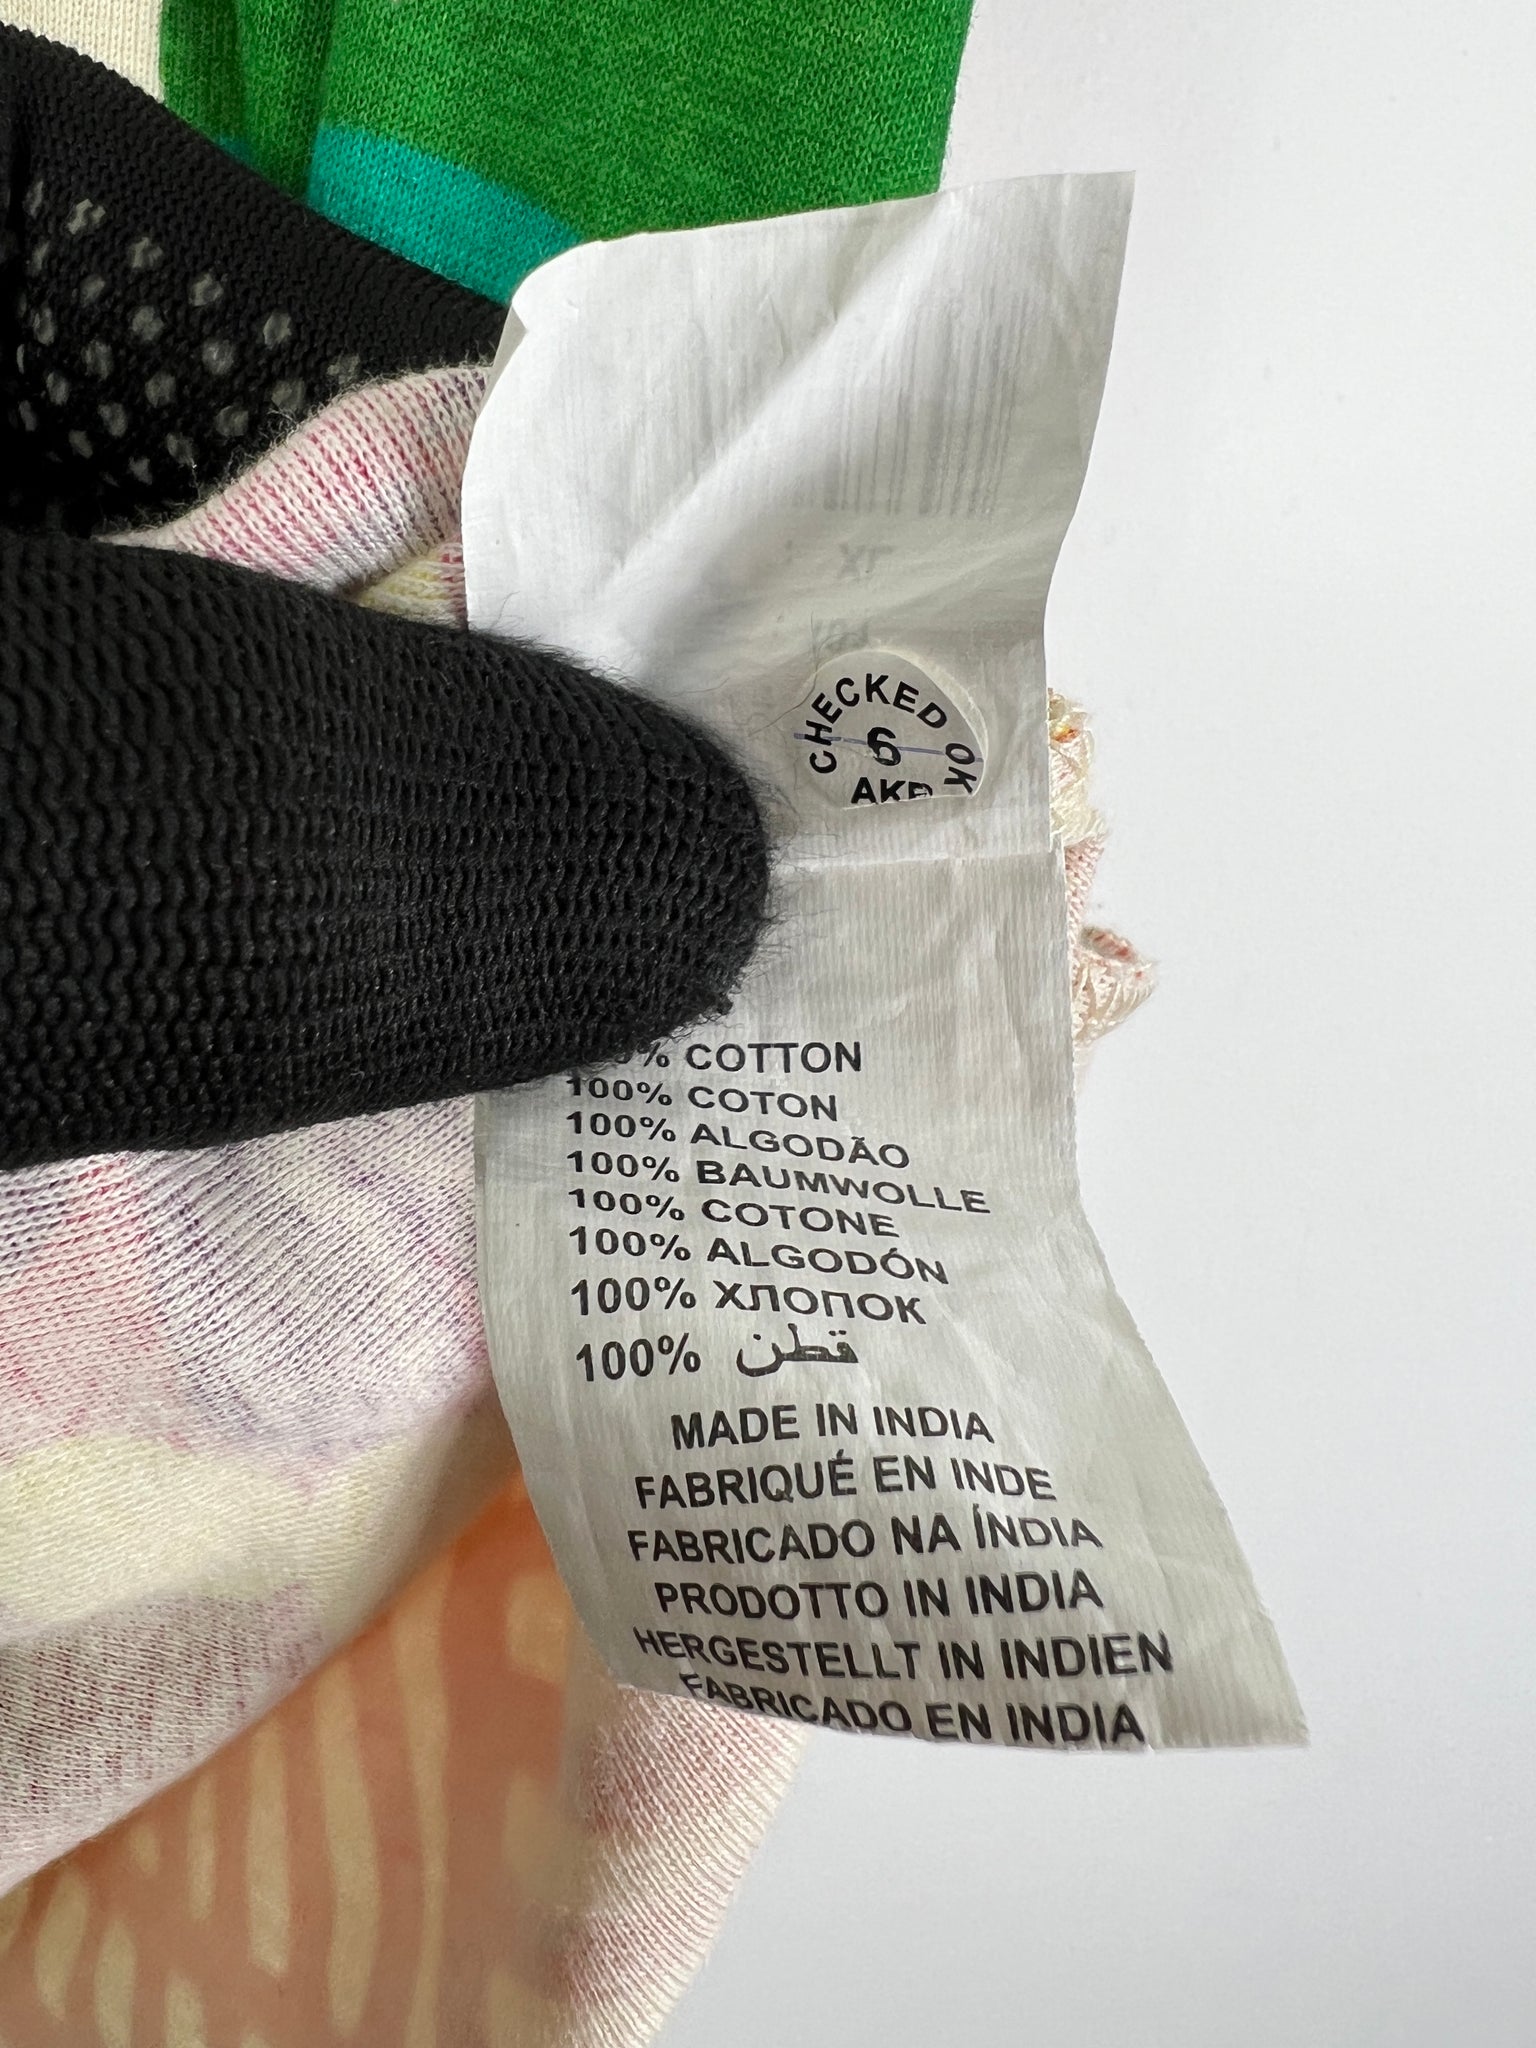 CHECKED OK
6
% COTTON
100% COTON
100% ALGODÃO
100% BAUMWOLLE
100% COTONE
100% ALGODÓN
100% ХЛОПОК
100% قطن
MADE IN INDIA
FABRIQUÉ EN INDE
FABRICADO NA ÍNDIA
PRODOTTO IN INDIA
HERGESTELLT IN INDIEN
FABRICADO EN INDIA